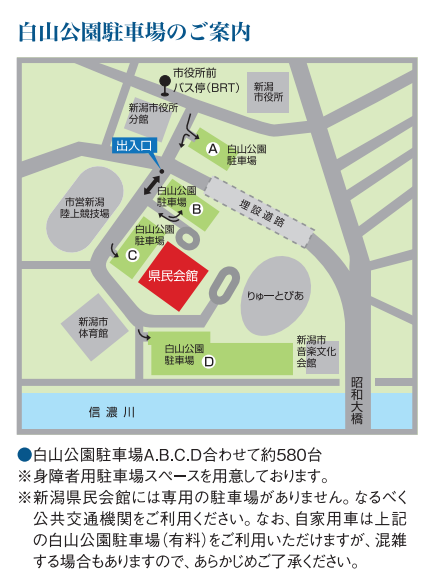 白山公園駐車場のご案内
市役所前
バス停(BRT)
新潟
市役所
新潟市役所
分館
出入口
A
白山公園
駐車場
白山公園
駐車場
B
埋設道路
市営新潟
陸上競技場
白山公園
駐車場
C
県民会館
りゅーとぴあ
新潟市
体育館
白山公園
駐車場
D
新潟市
音楽文化
会館
昭和大橋
信濃川
●白山公園駐車場A.B.C.D合わせて約580台
※身障者用駐車場スペースを用意しております。
※新潟県民会館には専用の駐車場がありません。なるべく
公共交通機関をご利用ください。なお、自家用車は上記
の白山公園駐車場(有料)をご利用いただけますが、混雑
する場合もありますので、あらかじめご了承ください。